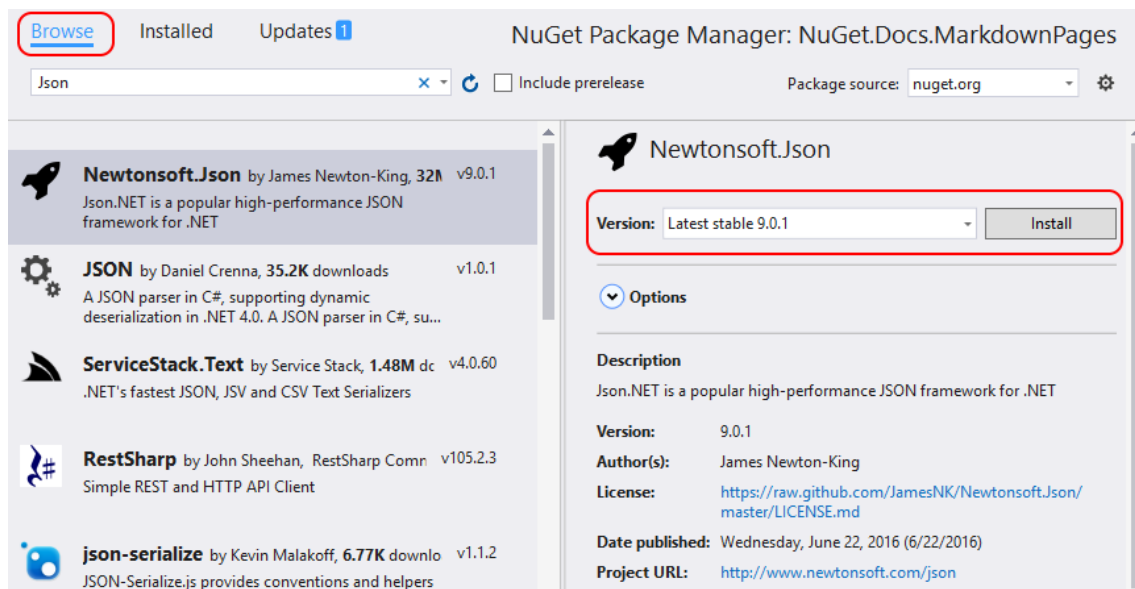 Browse Installed Updates 1
NuGet Package Manager: NuGet.Docs.MarkdownPages
Json
Include prerelease
Package source: nuget.org
Newtonsoft.Json by James Newton-King, 32M v9.0.1
Json.NET is a popular high-performance JSON
framework for .NET
JSON by Daniel Crenna, 35.2K downloads v1.0.1
A JSON parser in C#, supporting dynamic
deserialization in .NET 4.0. A JSON parser in C#, su...
ServiceStack.Text by Service Stack, 1.48M dc v4.0.60
.NET's fastest JSON, JSV and CSV Text Serializers
RestSharp by John Sheehan, RestSharp Comn v105.2.3
Simple REST and HTTP API Client
json-serialize by Kevin Malakoff, 6.77K downlo v1.1.2
JSON-Serialize.js provides conventions and helpers
Newtonsoft.Json
Version: Latest stable 9.0.1 Install
Options
Description
Json.NET is a popular high-performance JSON framework for .NET
Version: 9.0.1
Author(s): James Newton-King
License: https://raw.github.com/JamesNK/Newtonsoft.Json/
master/LICENSE.md
Date published: Wednesday, June 22, 2016 (6/22/2016)
Project URL: http://www.newtonsoft.com/json